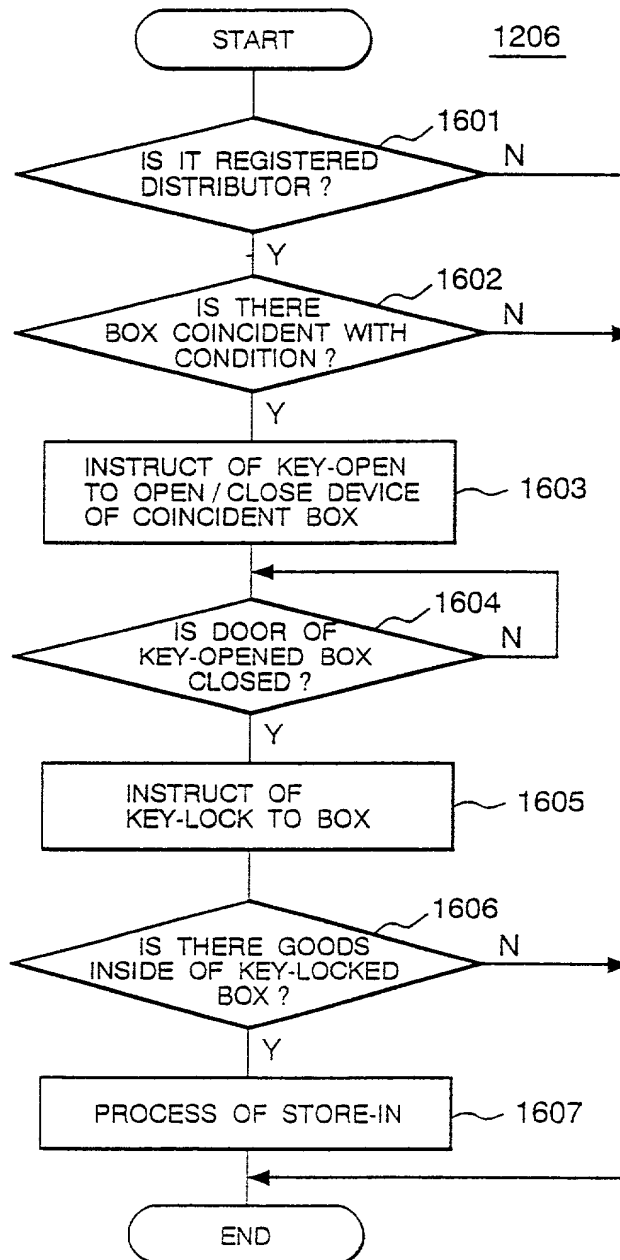 START
1206
1601
IS IT REGISTERED
DISTRIBUTOR ?
N
Y
1602
IS THERE
BOX COINCIDENT WITH
CONDITION ?
N
Y
INSTRUCT OF KEY-OPEN
TO OPEN / CLOSE DEVICE
OF COINCIDENT BOX
1603
1604
IS DOOR OF
KEY-OPENED BOX
CLOSED ?
N
Y
INSTRUCT OF
KEY-LOCK TO BOX
1605
1606
IS THERE GOODS
INSIDE OF KEY-LOCKED
BOX ?
N
Y
PROCESS OF STORE-IN
1607
END